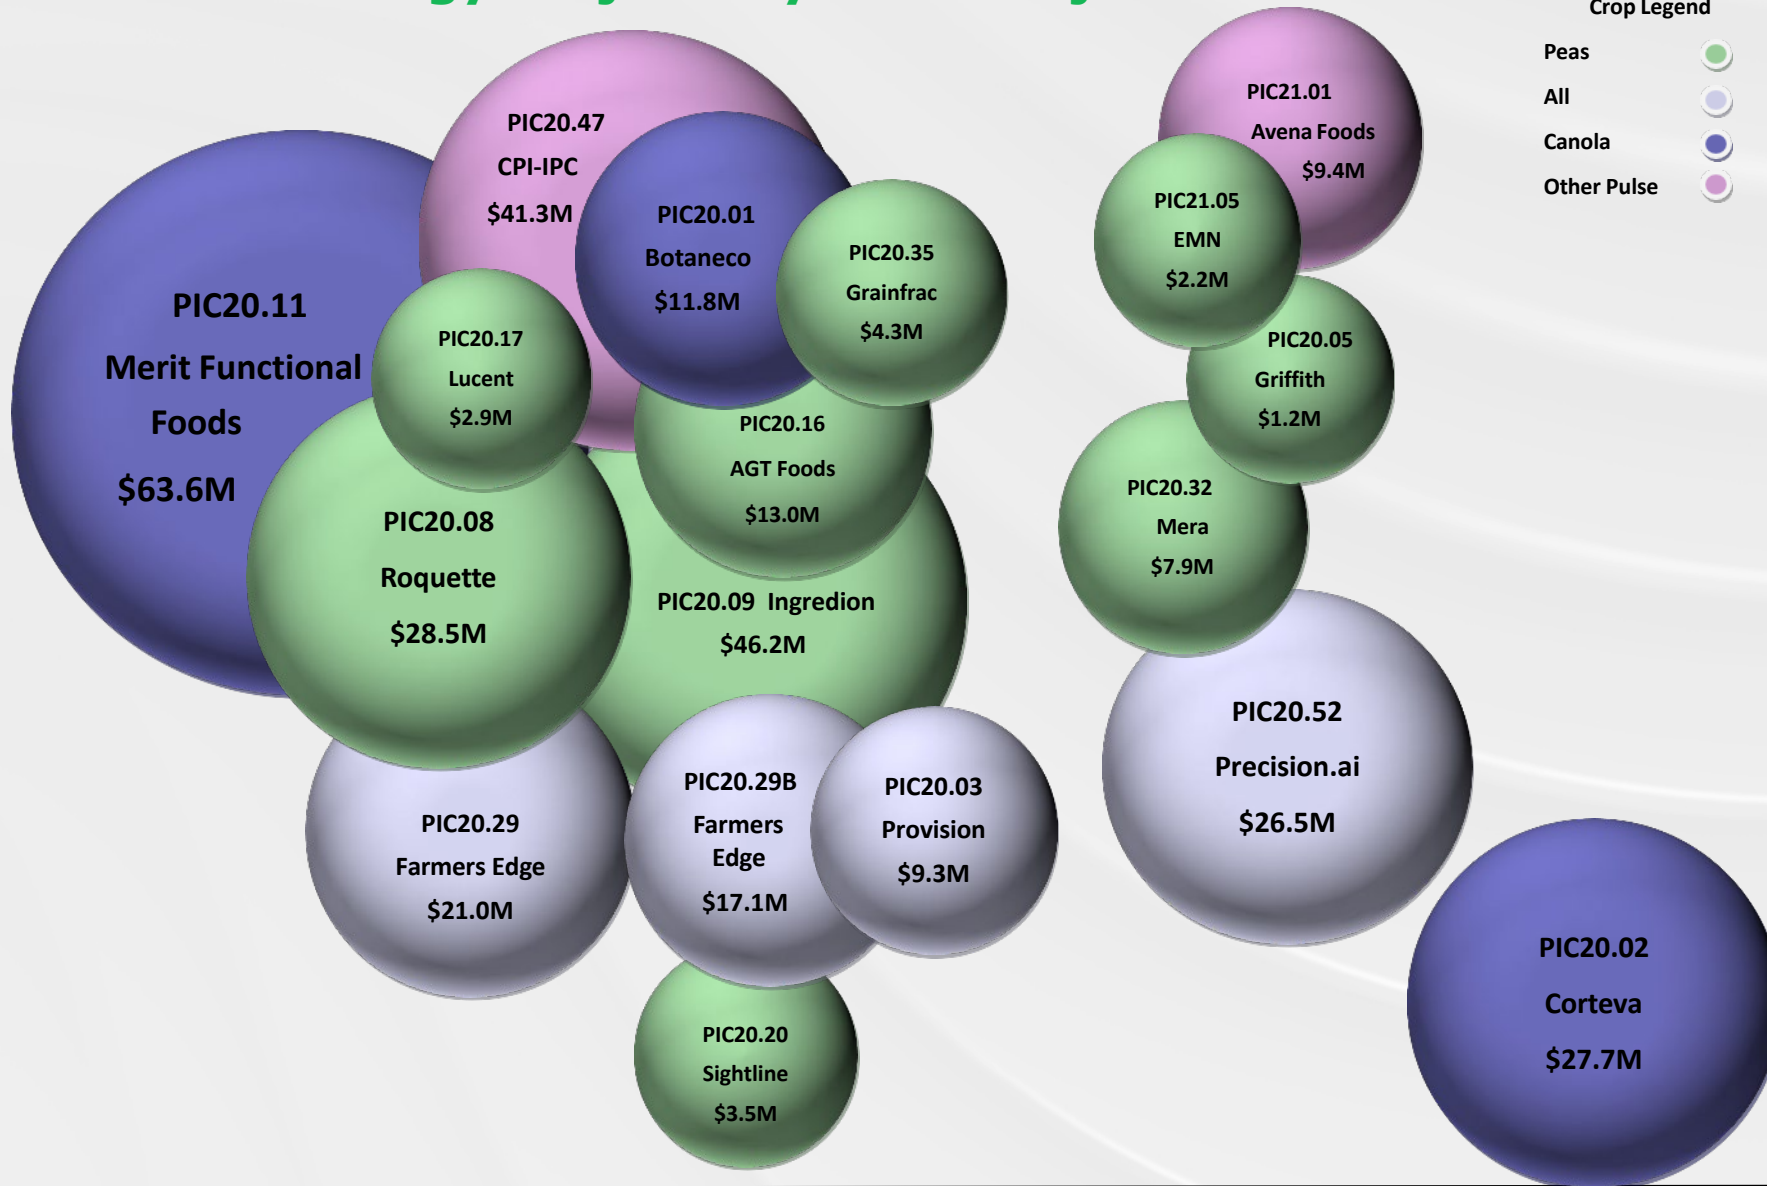 Crop Legend
Peas
All
Canola
Other Pulse
PIC20.47
CPI-IPC
$41.3M
PIC20.01
Botaneco
$11.8M
PIC20.35
Grainfrac
$4.3M
PIC21.01
Avena Foods
$9.4M
PIC21.05
EMN
$2.2M
PIC20.11
Merit Functional
Foods
$63.6M
PIC20.17
Lucent
$2.9M
PIC20.05
Griffith
$1.2M
PIC20.16
AGT Foods
$13.0M
PIC20.32
Mera
$7.9M
PIC20.08
Roquette
$28.5M
PIC20.09 Ingredion
$46.2M
PIC20.52
Precision.ai
$26.5M
PIC20.29
Farmers Edge
$21.0M
PIC20.29B
Farmers
Edge
$17.1M
PIC20.03
Provision
$9.3M
PIC20.02
Corteva
$27.7M
PIC20.20
Sightline
$3.5M